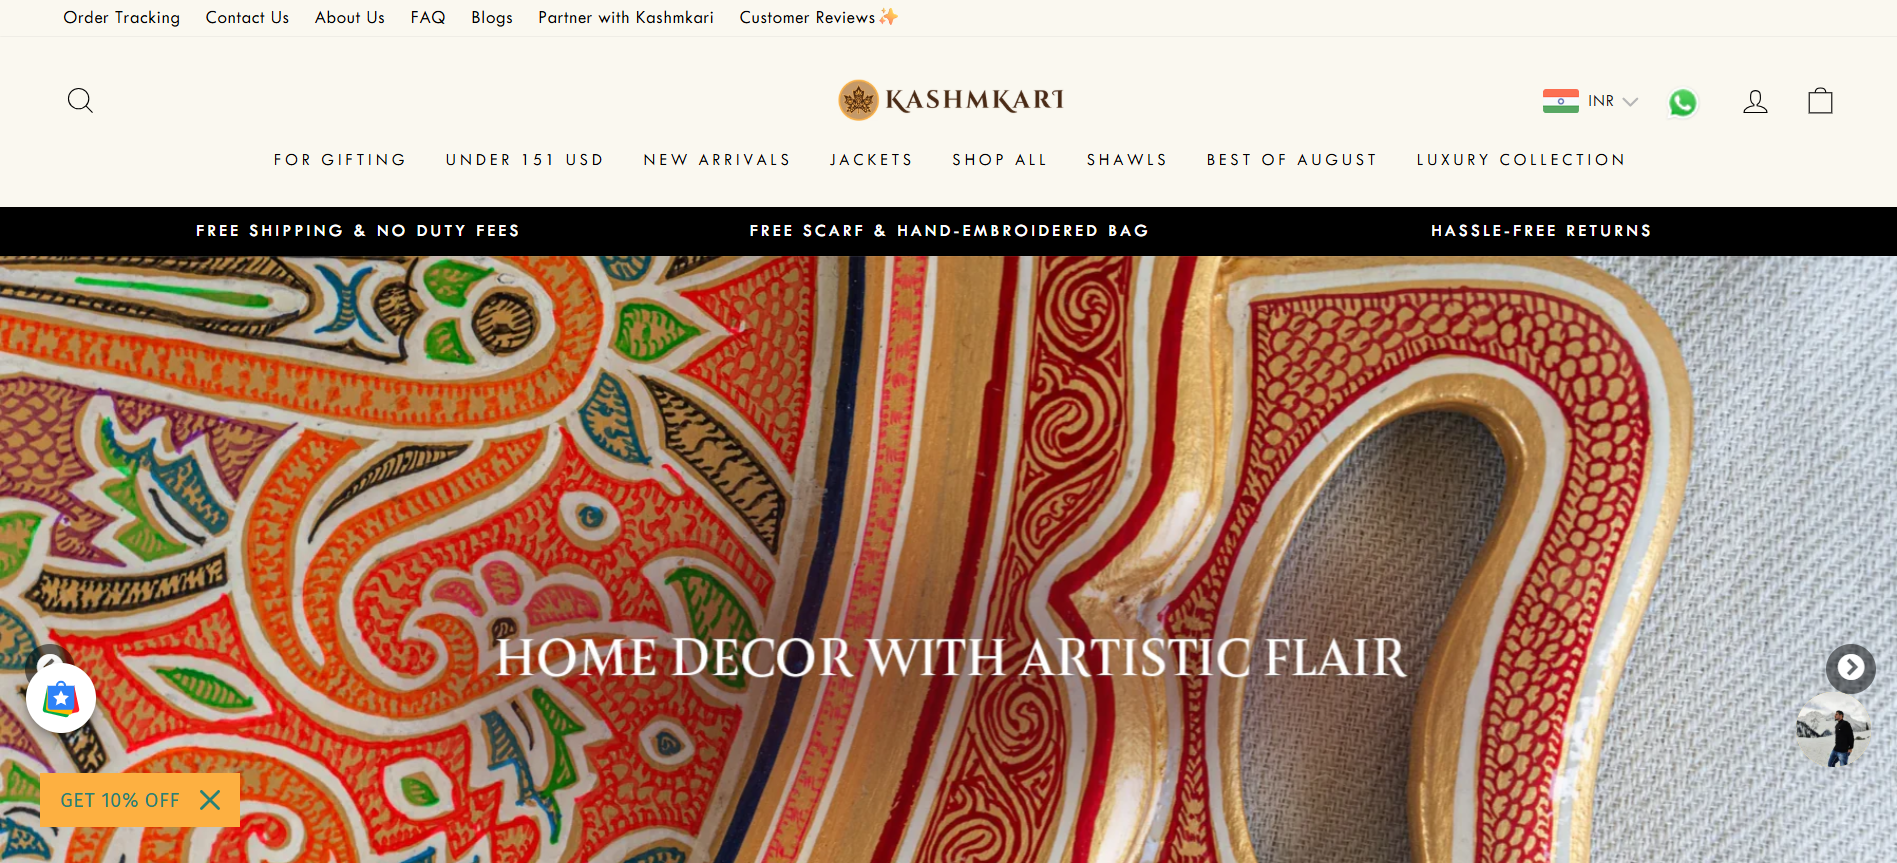 Order Tracking Contact Us About Us FAQ Blogs Partner with Kashmkari Customer Reviews✨
KASHMKARI
INR
FOR GIFTING UNDER 151 USD NEW ARRIVALS JACKETS SHOP ALL SHAWLS BEST OF AUGUST LUXURY COLLECTION
FREE SHIPPING & NO DUTY FEES FREE SCARF & HAND-EMBROIDERED BAG HASSLE-FREE RETURNS
HOME DECOR WITH ARTISTIC FLAIR
GET 10% OFF